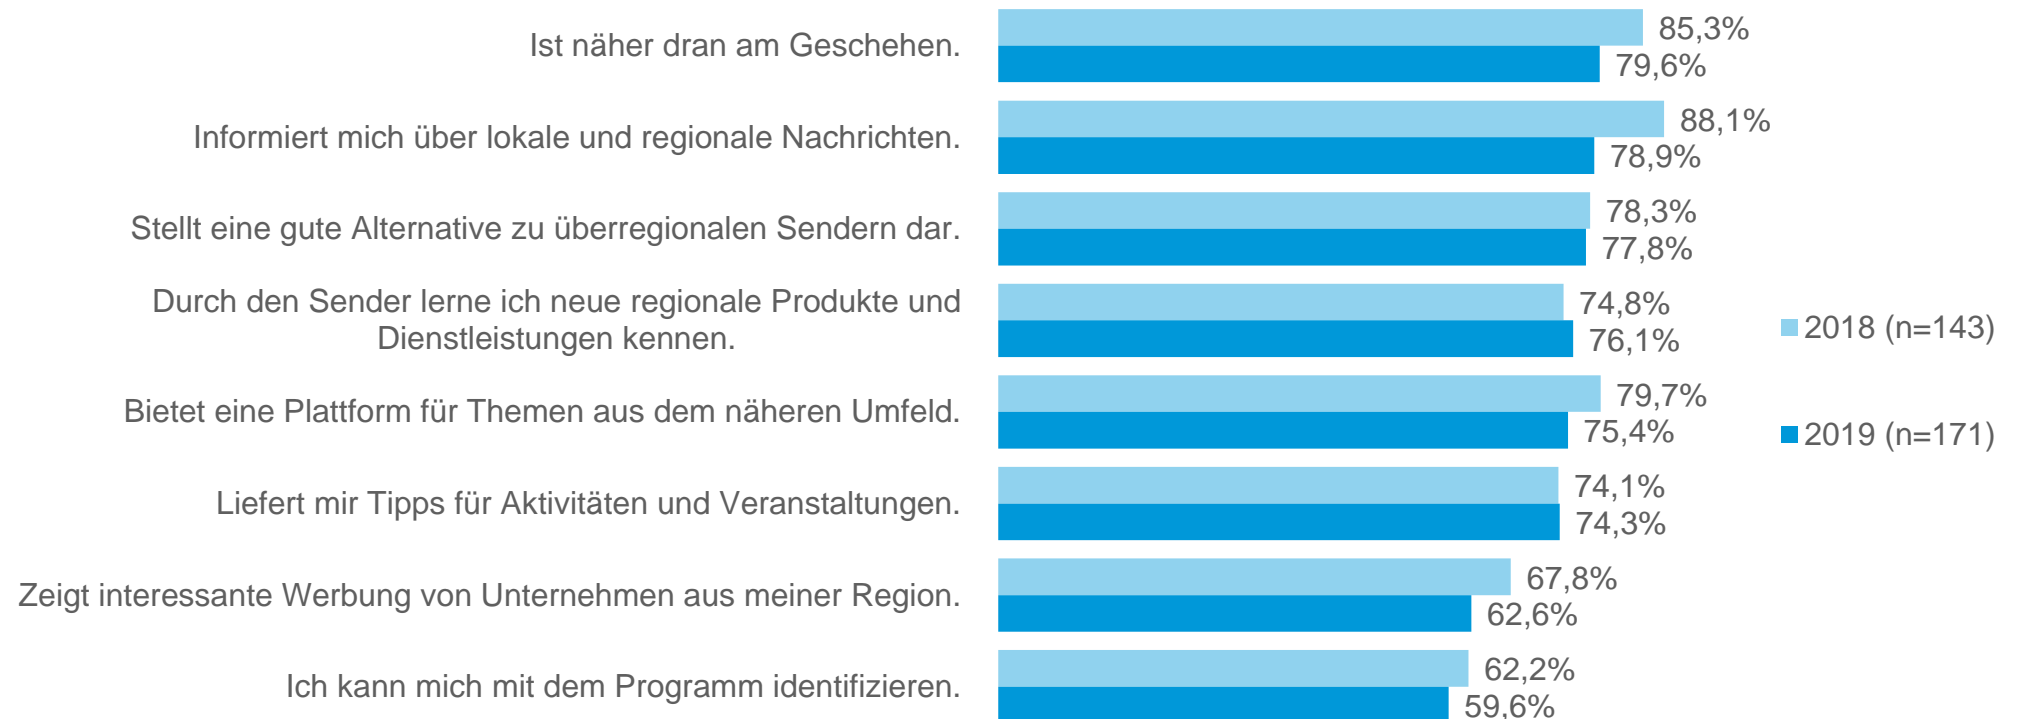 Ist näher dran am Geschehen.
85,3%
79,6%
Informiert mich über lokale und regionale Nachrichten.
88,1%
78,9%
Stellt eine gute Alternative zu überregionalen Sendern dar.
78,3%
77,8%
Durch den Sender lerne ich neue regionale Produkte und
Dienstleistungen kennen.
74,8%
76,1%
Bietet eine Plattform für Themen aus dem näheren Umfeld.
79,7%
75,4%
Liefert mir Tipps für Aktivitäten und Veranstaltungen.
74,1%
74,3%
Zeigt interessante Werbung von Unternehmen aus meiner Region.
67,8%
62,6%
Ich kann mich mit dem Programm identifizieren.
62,2%
59,6%
2018 (n=143)
2019 (n=171)